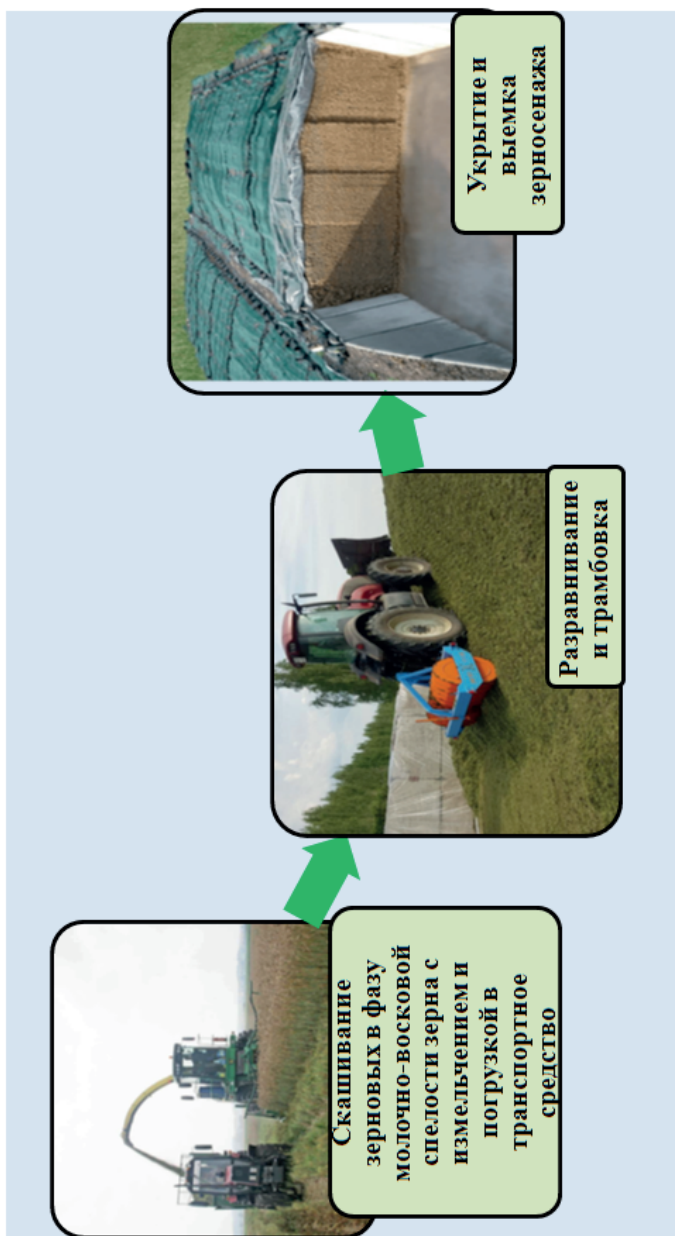 Скашивание
зерновых в фазу
молочно-восковой
спелости зерна с
измельчением и
погрузкой в
транспортное
средство
Разравнивание
и трамбовка
Укрытие и
выемка
зерносенажа